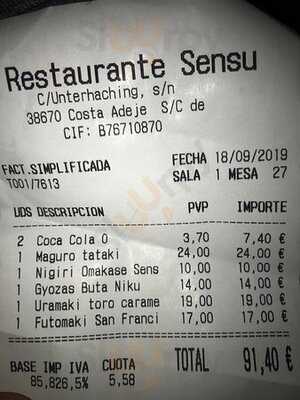 Restaurante Sensu
C/Unterhaching, s/n
38670 Costa Adeje S/C de
CIF: B76710870
FACT.SIMPLIFICADA FECHA 18/09/2019
T001/7613 SALA 1 MESA 27
UDS DESCRIPCION PVP IMPORTE
2 Coca Cola 0 3,70 7,40 €
1 Maguro tataki 24,00 24,00 €
1 Nigiri Omakase Sens 10,00 10,00 €
1 Gyozas Buta Niku 14,00 14,00 €
1 Uramaki toro carame 19,00 19,00 €
1 Futomaki San Franci 17,00 17,00 €
BASE IMP IVA CUOTA TOTAL 91,40 €
85,826,5% 5,58